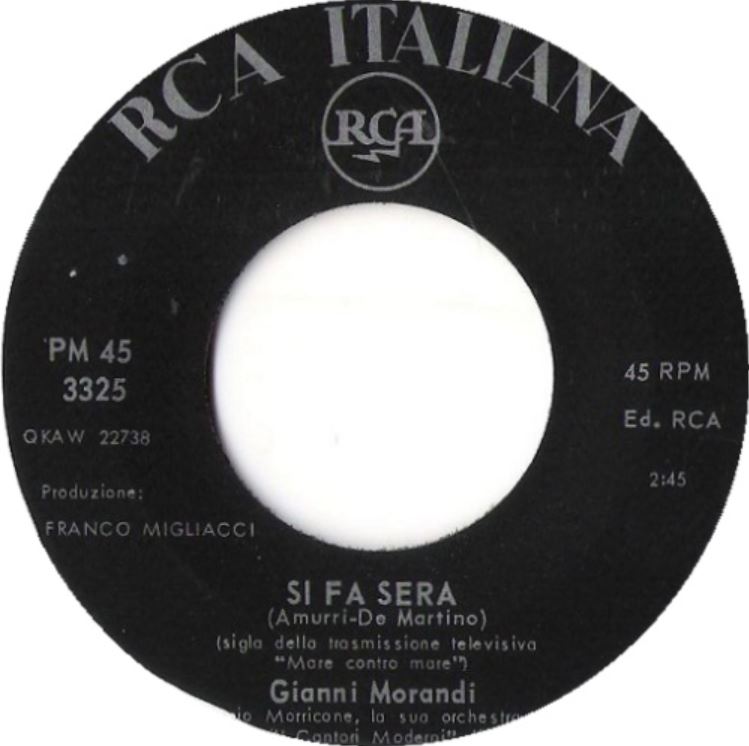 RCA ITALIANA
RCA
PM 45
3325
QKAW 22738
Produzione:
FRANCO MIGLIACCI
45 RPM
Ed. RCA
2:45
SI FA SERA
(Amurri-De Martino)
(sigla della trasmissione televisiva
"Mare contro mare")
Gianni Morandi
Morricone, la sua orchestra
"I Cantori Moderni"